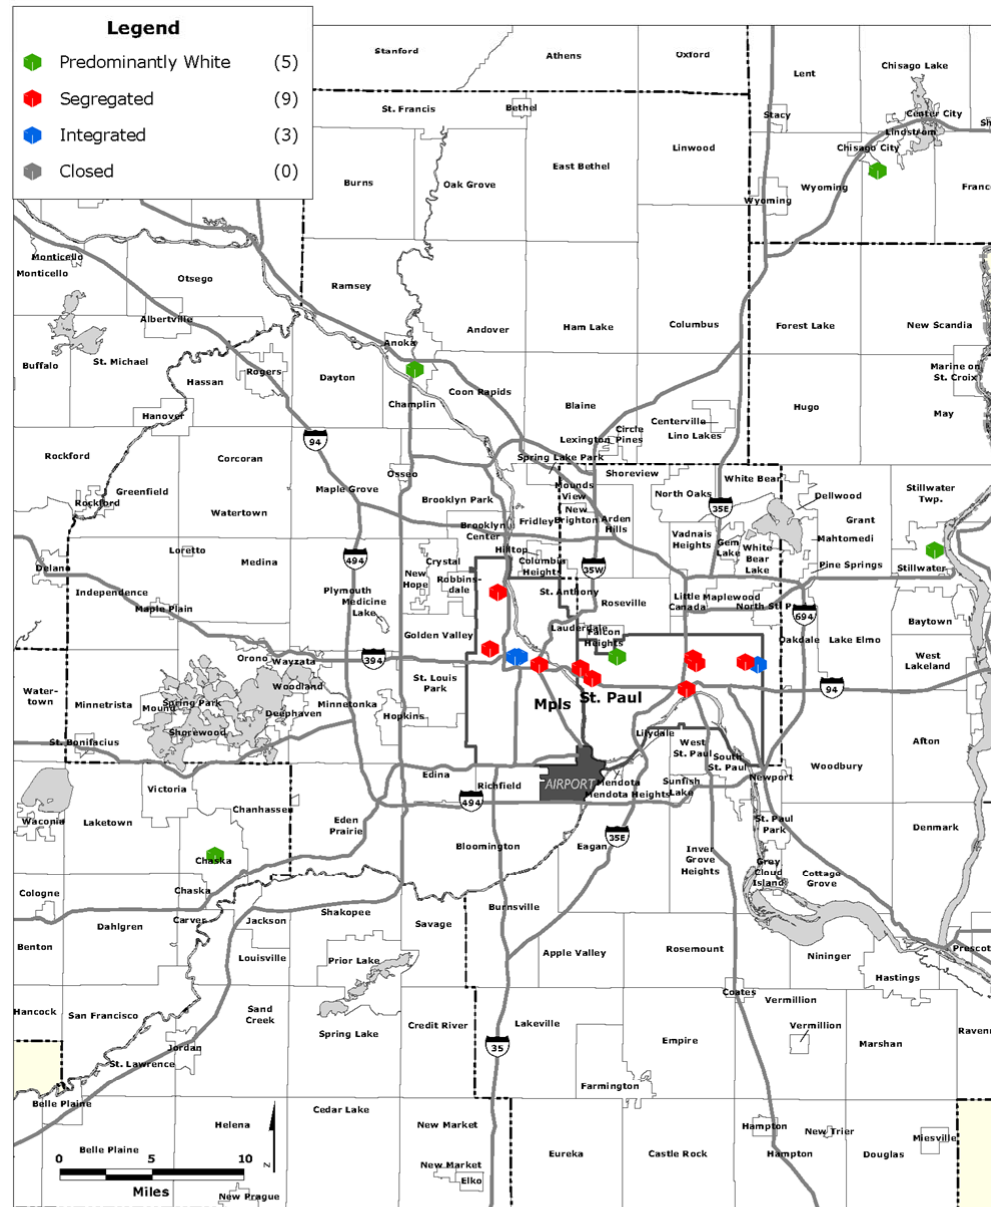 Legend
Predominantly White (5)
Segregated (9)
Integrated (3)
Closed (0)
Stanford
Athens
Oxford
Lent
Chisago Lake
St. Francis
Bethel
Stacy
Center City
Lindstrom
Chisago City
Linwood
East Bethel
Burns
Oak Grove
Wyoming
Wyoming
Franc
Monticello
Monticello
Otsego
Ramsey
Albertville
Andover
Ham Lake
Columbus
Forest Lake
New Scandia
Anoka
Buffalo
St. Michael
Hassan
Rogers
Dayton
Coon Rapids
Champlin
Blaine
Marine on
St. Croix
Hugo
May
Hanover
Centerville
Lino Lakes
Circle
Lexington Pines
Rockford
94
Corcoran
Spring Lake Park
Osseo
Shoreview
Maple Grove
Mounds
View
North Oaks
White Bear
Dellwood
Stillwater
Twp.
Greenfield
Rockford
Watertown
Brooklyn Park
New
Brighton
Arden
Hills
35E
Grant
Brooklyn
Center
Fridley
Vadnais
Heights
Gem
Lake
White
Bear
Lake
Mahtomedi
Loretto
Medina
494
Hilltop
Columbia
Heights
35W
Pine Springs
Stillwater
Delano
Crystal
New
Hope
Robbins-
dale
Independence
Plymouth
Medicine
Lake
St. Anthony
Roseville
Little
Canada
Maplewood
North St. P
694
Maple Plain
Golden Valley
Lauderdale
Falcon
Heights
Oakdale
Lake Elmo
Baytown
Orono
Wayzata
394
St. Louis
Park
West
Lakeland
Water-
town
Minnetrista
Mound
Spring Park
Woodland
Deephaven
Minnetonka
Hopkins
Mpls
St. Paul
94
Shorewood
St. Bonifacius
Lilydale
West
St. Paul
South
St. Paul
Afton
Edina
Richfield
AIRPORT
Mendota
Mendota Heights
Sunfish
Lake
Newport
Woodbury
Victoria
Waconia
Laketown
Chanhassen
494
Eden
Prairie
St. Paul
Park
Denmark
35E
Chaska
Bloomington
Eagan
Inver
Grove
Heights
Grey
Cloud
Island
Cottage
Grove
Cologne
Chaska
Carver
Dahlgren
Jackson
Shakopee
Savage
Burnsville
Benton
Louisville
Prior Lake
Apple Valley
Rosemount
Nininger
Prescot
Hastings
Coates
Hancock
San Francisco
Sand
Creek
Spring Lake
Credit River
Lakeville
Vermillion
Vermillion
Marshan
Raven
Jordan
35
Empire
St. Lawrence
Farmington
Belle Plaine
Cedar Lake
Helena
New Market
Hampton
New Trier
Miesville
Belle Plaine
Eureka
Castle Rock
Hampton
Douglas
0 5 10
N
Miles
New Market
Elko
New Prague